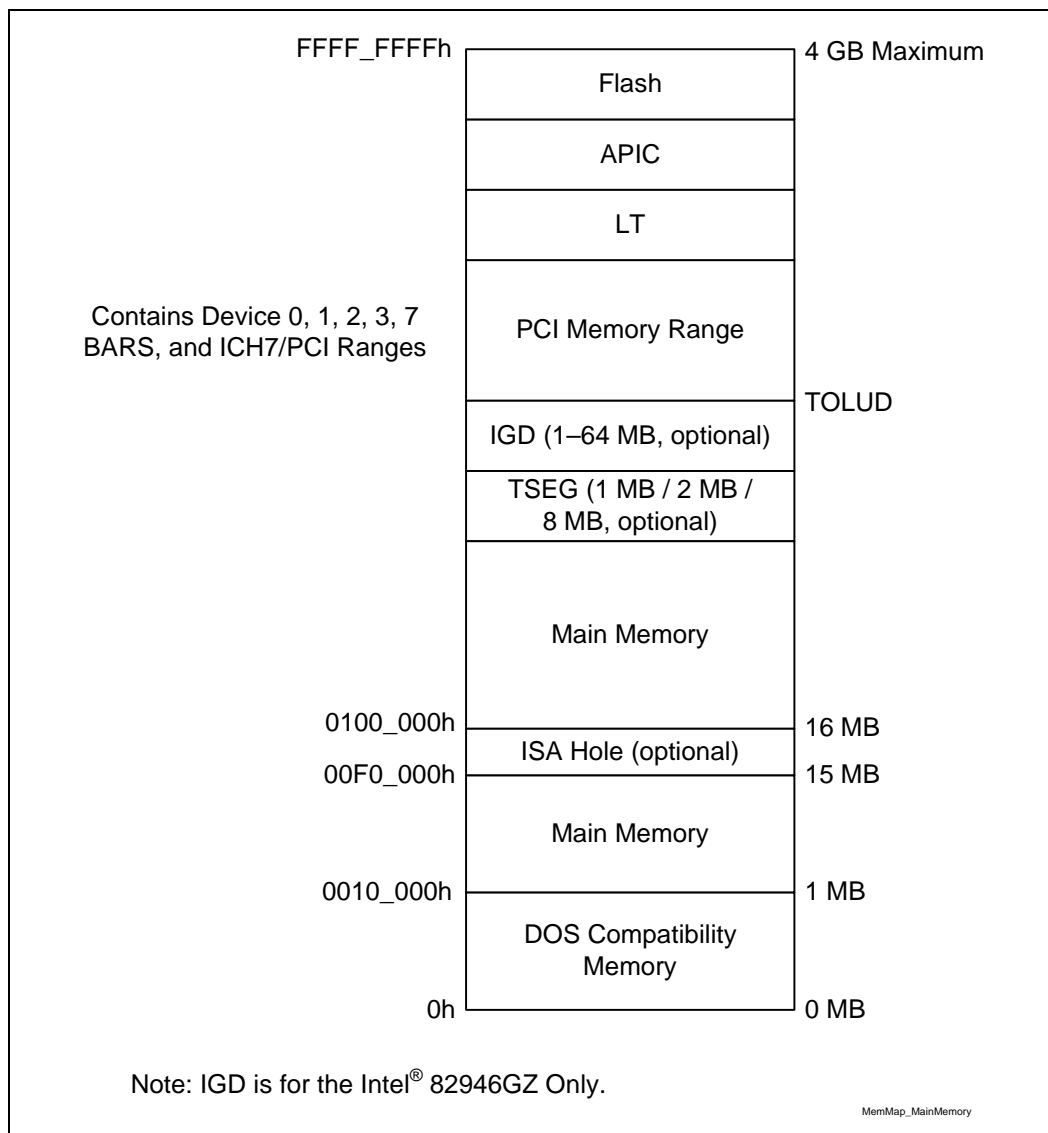 FFFF_FFFFh
4 GB Maximum
Flash
APIC
LT
Contains Device 0, 1, 2, 3, 7
BARS, and ICH7/PCI Ranges
PCI Memory Range
TOLUD
IGD (1–64 MB, optional)
TSEG (1 MB / 2 MB /
8 MB, optional)
Main Memory
0100_000h
16 MB
ISA Hole (optional)
00F0_000h
15 MB
Main Memory
0010_000h
1 MB
DOS Compatibility
Memory
0h
0 MB
Note: IGD is for the Intel® 82946GZ Only.
MemMap_MainMemory